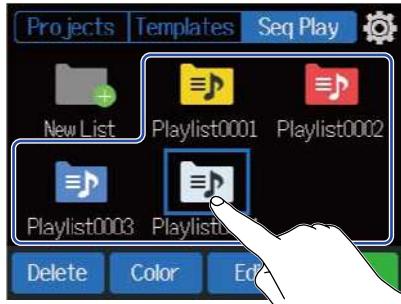 Projects Templates Seq Play
New List Playlist0001 Playlist0002
Playlist0003
Delete Color